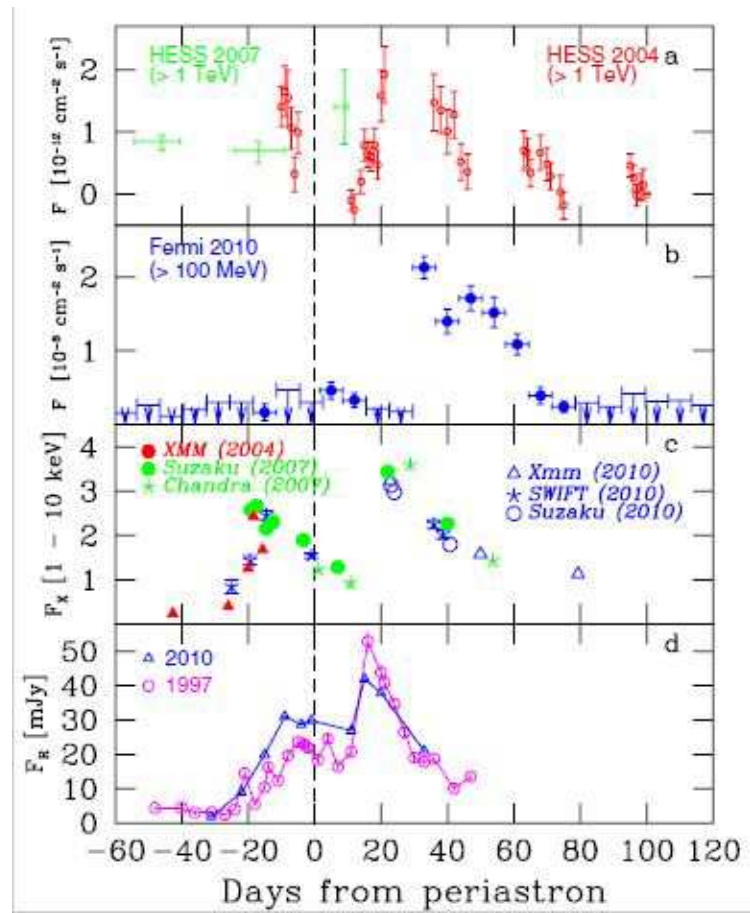 HESS 2007
(> 1 TeV)
HESS 2004
(> 1 TeV)
a
2
1
0
F [10⁻¹² cm⁻² s⁻¹]
Fermi 2010
(> 100 MeV)
b
2
1
F [10⁻⁶ cm⁻² s⁻¹]
XMM (2004)
Suzaku (2007)
Chandra (2007)
c
Xmm (2010)
SWIFT (2010)
Suzaku (2010)
4
3
2
1
F_X [1 - 10 keV]
2010
1997
d
50
40
30
20
10
0
F_R [mJy]
-60 -40 -20 0 20 40 60 80 100 120
Days from periastron